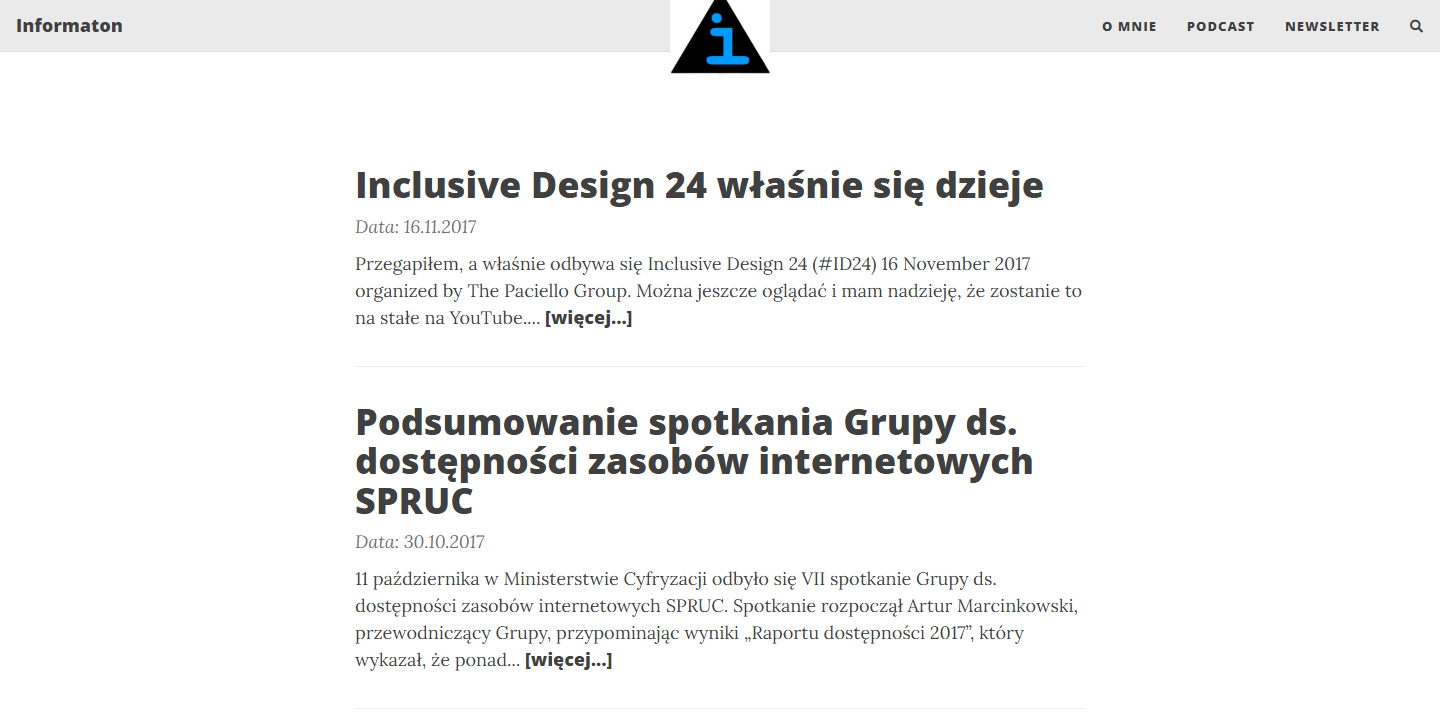 Informaton
i
O MNIE
PODCAST
NEWSLETTER
Inclusive Design 24 właśnie się dzieje
Data: 16.11.2017
Przegapiłem, a właśnie odbywa się Inclusive Design 24 (#ID24) 16 November 2017
organized by The Paciello Group. Można jeszcze oglądać i mam nadzieję, że zostanie to
na stałe na YouTube.... [więcej...]
Podsumowanie spotkania Grupy ds.
dostępności zasobów internetowych
SPRUC
Data: 30.10.2017
11 października w Ministerstwie Cyfryzacji odbyło się VII spotkanie Grupy ds.
dostępności zasobów internetowych SPRUC. Spotkanie rozpoczął Artur Marcinkowski,
przewodniczący Grupy, przypominając wyniki „Raportu dostępności 2017”, który
wykazał, że ponad... [więcej...]